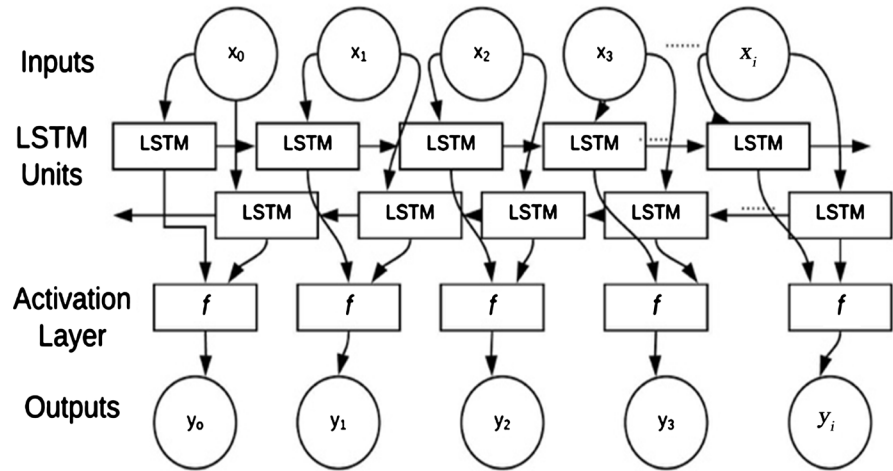 Inputs
x₀ x₁ x₂ x₃ ....... xᵢ
LSTM
Units
LSTM LSTM LSTM LSTM ....... LSTM
LSTM LSTM LSTM LSTM ....... LSTM
Activation
Layer
f f f f f
Outputs
y₀ y₁ y₂ y₃ yᵢ